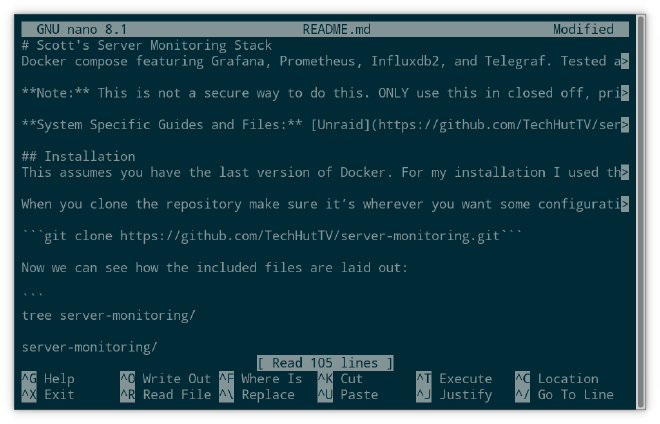 GNU nano 8.1 README.md Modified
# Scott's Server Monitoring Stack
Docker compose featuring Grafana, Prometheus, Influxdb2, and Telegraf. Tested a>
**Note:** This is not a secure way to do this. ONLY use this in closed off, pri>
**System Specific Guides and Files:** [Unraid](https://github.com/TechHutTV/ser>
## Installation
This assumes you have the last version of Docker. For my installation I used th>
When you clone the repository make sure it’s wherever you want some configurati>
```git clone https://github.com/TechHutTV/server-monitoring.git```
Now we can see how the included files are laid out:
```
tree server-monitoring/
server-monitoring/
[ Read 105 lines ]
^G Help ^O Write Out ^F Where Is ^K Cut ^T Execute ^C Location
^X Exit ^R Read File ^\ Replace ^U Paste ^J Justify ^/ Go To Line